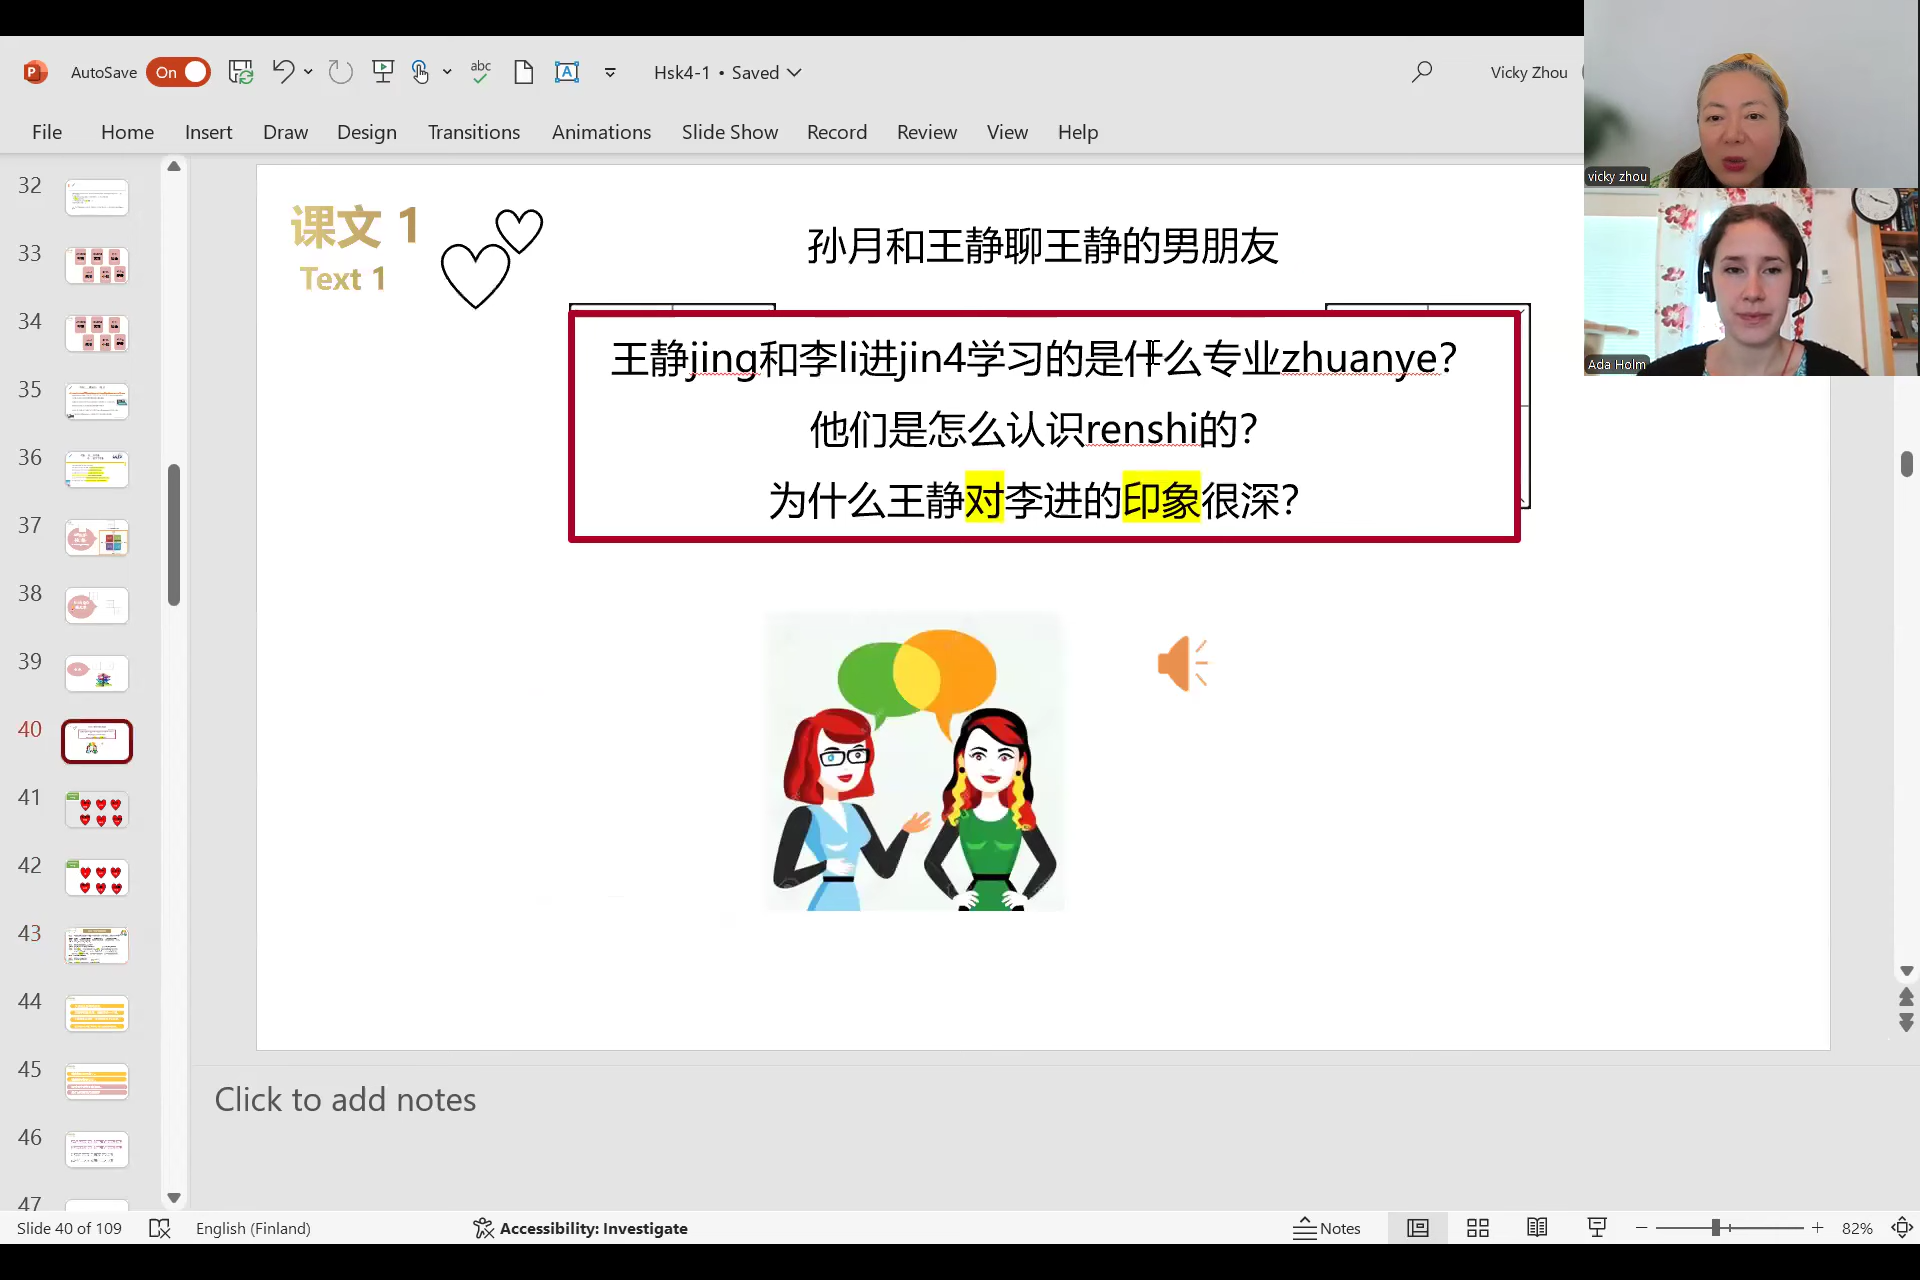 AutoSave On Hsk4-1 • Saved Vicky Zhou
File Home Insert Draw Design Transitions Animations Slide Show Record Review View Help
vicky zhou
Ada Holm
32
33
34
35
36
37
38
39
40
41
42
43
44
45
46
47
课文 1
Text 1
孙月和王静聊王静的男朋友
王静jing和李li进jin4学习的是什么专业zhuanye?
他们是怎么认识renshi的?
为什么王静对李进的印象很深?
Click to add notes
Slide 40 of 109 English (Finland) Accessibility: Investigate Notes 82%